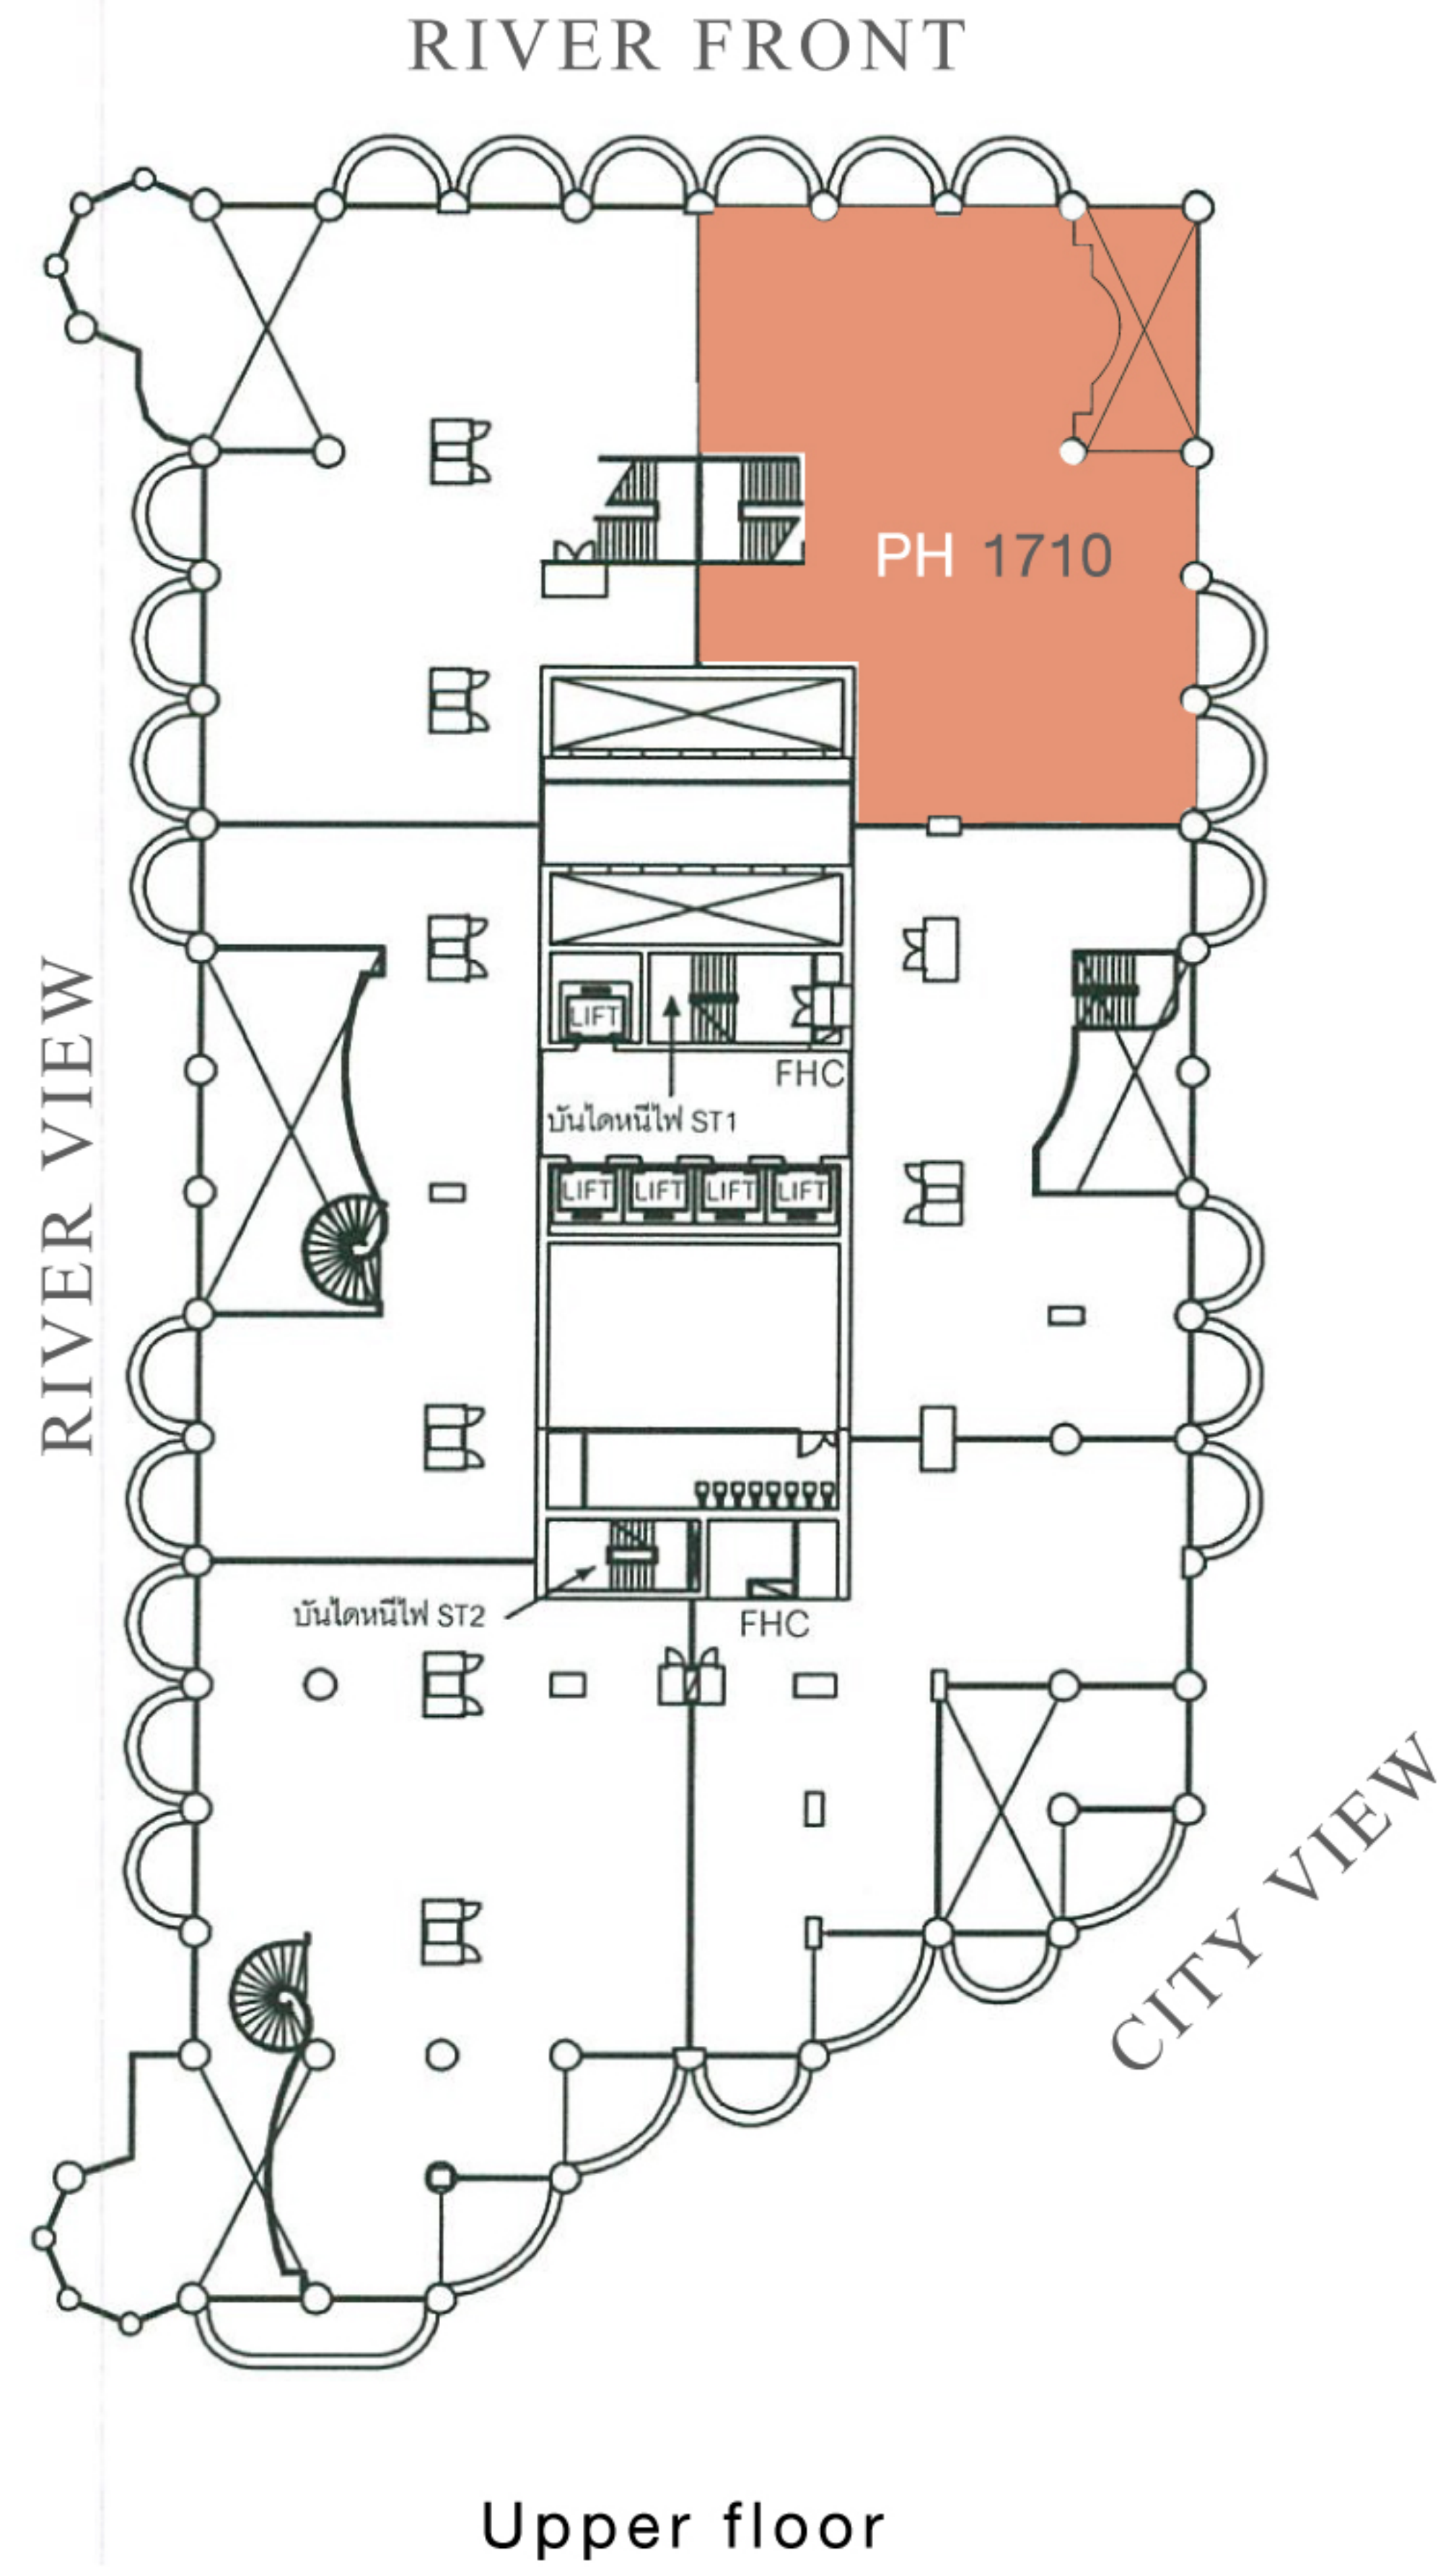 RIVER FRONT
PH 1710
RIVER VIEW
LIFT
FHC
บันไดหนีไฟ ST1
LIFT LIFT LIFT LIFT
บันไดหนีไฟ ST2
FHC
CITY VIEW
Upper floor